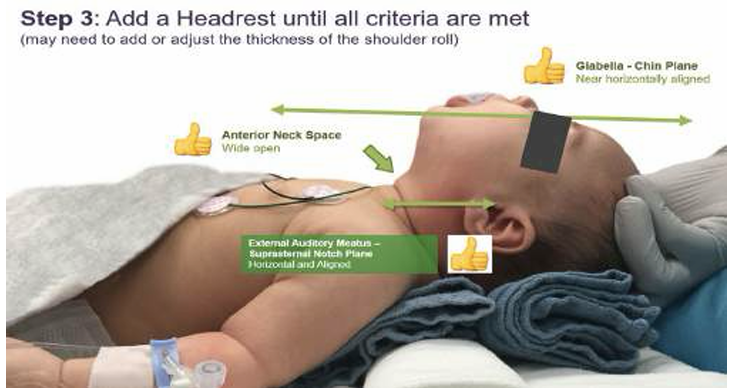 Step 3: Add a Headrest until all criteria are met
(may need to add or adjust the thickness of the shoulder roll)
Glabella - Chin Plane
Near horizontally aligned
Anterior Neck Space
Wide open
External Auditory Meatus –
Suprasternal Notch Plane
Horizontal and Aligned